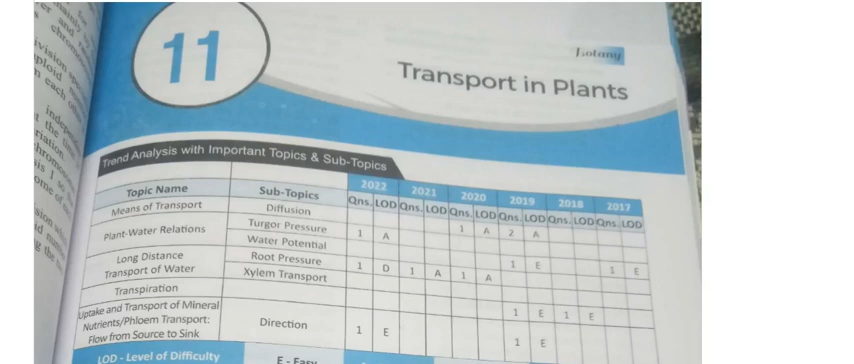 11
Botany
Transport in Plants
Trend Analysis with Important Topics & Sub-Topics
Topic Name Sub-Topics 2022 2021 2020 2019 2018 2017
Qns. LOD Qns. LOD Qns. LOD Qns. LOD Qns. LOD Qns. LOD
Means of Transport Diffusion
Plant-Water Relations Turgor Pressure 1 A 1 A 2 A
Water Potential
Long Distance Root Pressure 1 E 1 E
Transport of Water Xylem Transport 1 D 1 A 1 A
Transpiration
1 E 1 E
Uptake and Transport of Mineral
Nutrients/Phloem Transport: Direction 1 E 1 E
Flow from Source to Sink
LOD - Level of Difficulty E - Easy